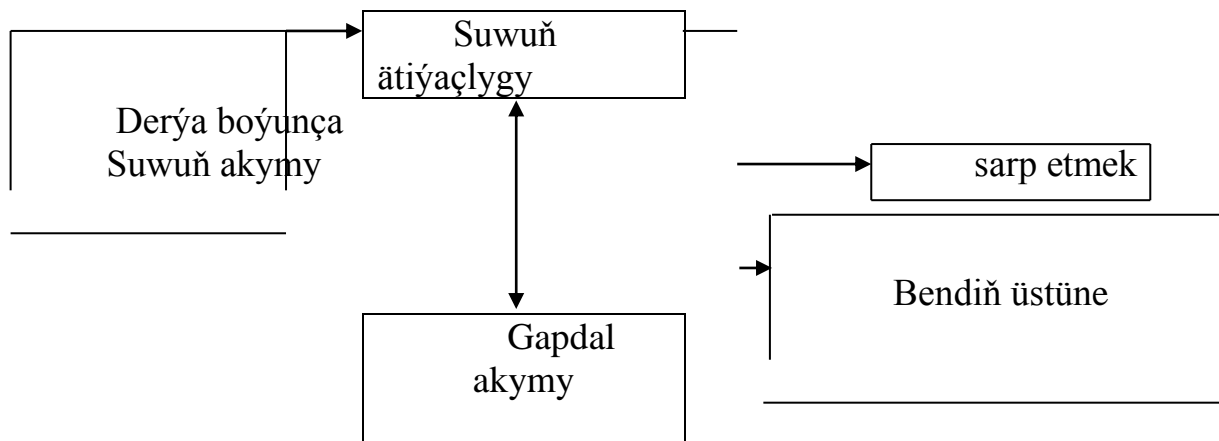 Suwuň
ätiýaçlygy
Derýa boýunça
Suwuň akymy
sarp etmek
Bendiň üstüne
Gapdal
akymy